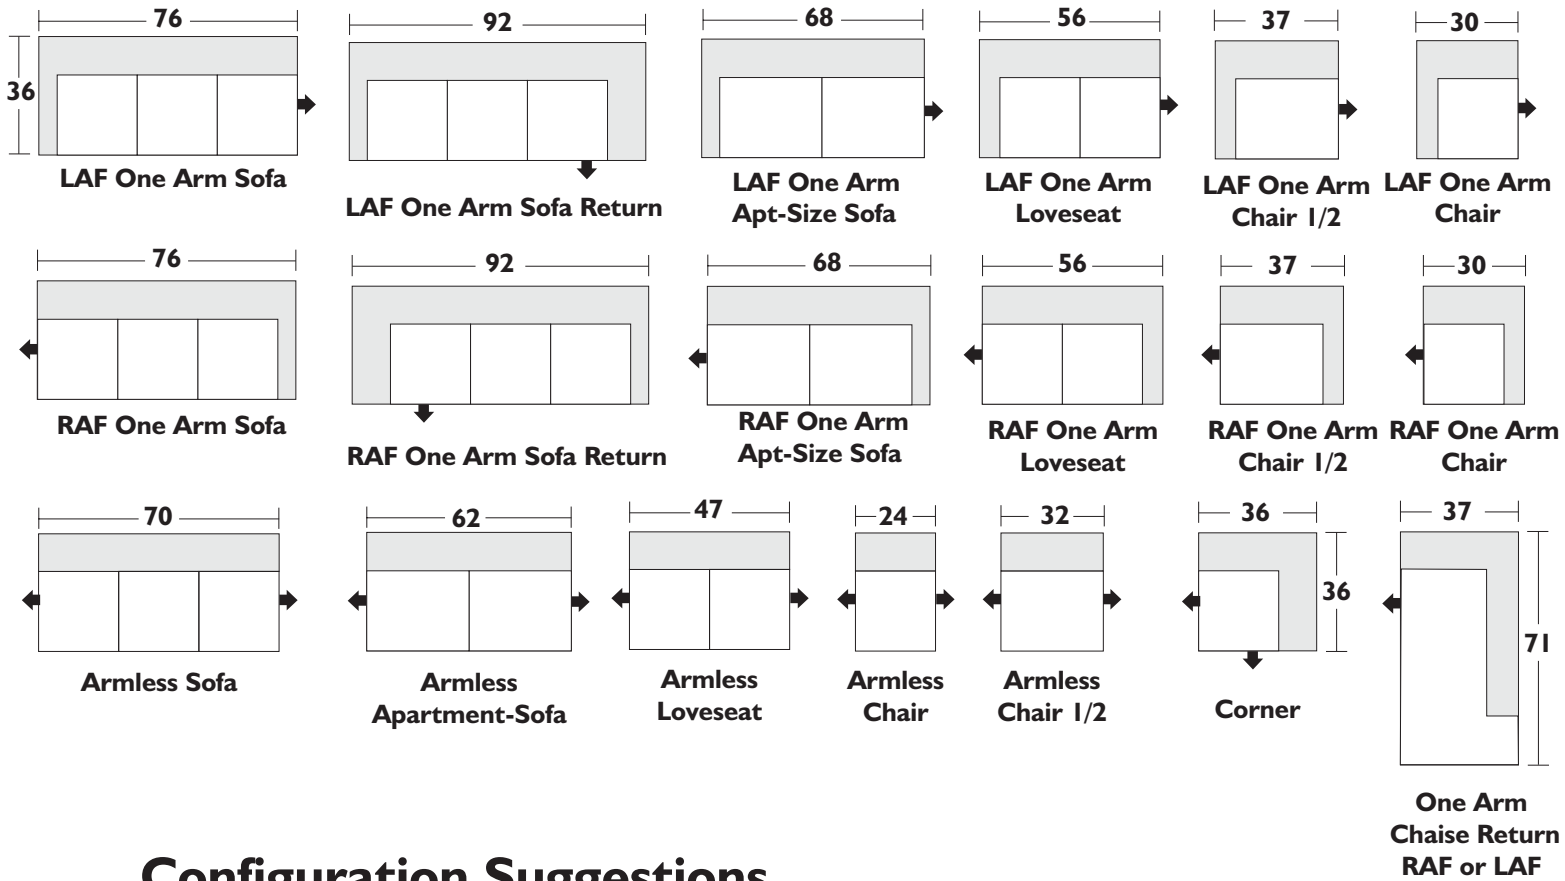 76
92
68
56
37
30
36
LAF One Arm Sofa
LAF One Arm Sofa Return
LAF One Arm
Apt-Size Sofa
LAF One Arm
Loveseat
LAF One Arm
Chair 1/2
LAF One Arm
Chair
76
92
68
56
37
30
RAF One Arm Sofa
RAF One Arm Sofa Return
RAF One Arm
Apt-Size Sofa
RAF One Arm
Loveseat
RAF One Arm
Chair 1/2
RAF One Arm
Chair
70
62
47
24
32
36
37
36
71
Armless Sofa
Armless
Apartment-Sofa
Armless
Loveseat
Armless
Chair
Armless
Chair 1/2
Corner
One Arm
Chaise Return
RAF or LAF
Configuration Suggestions